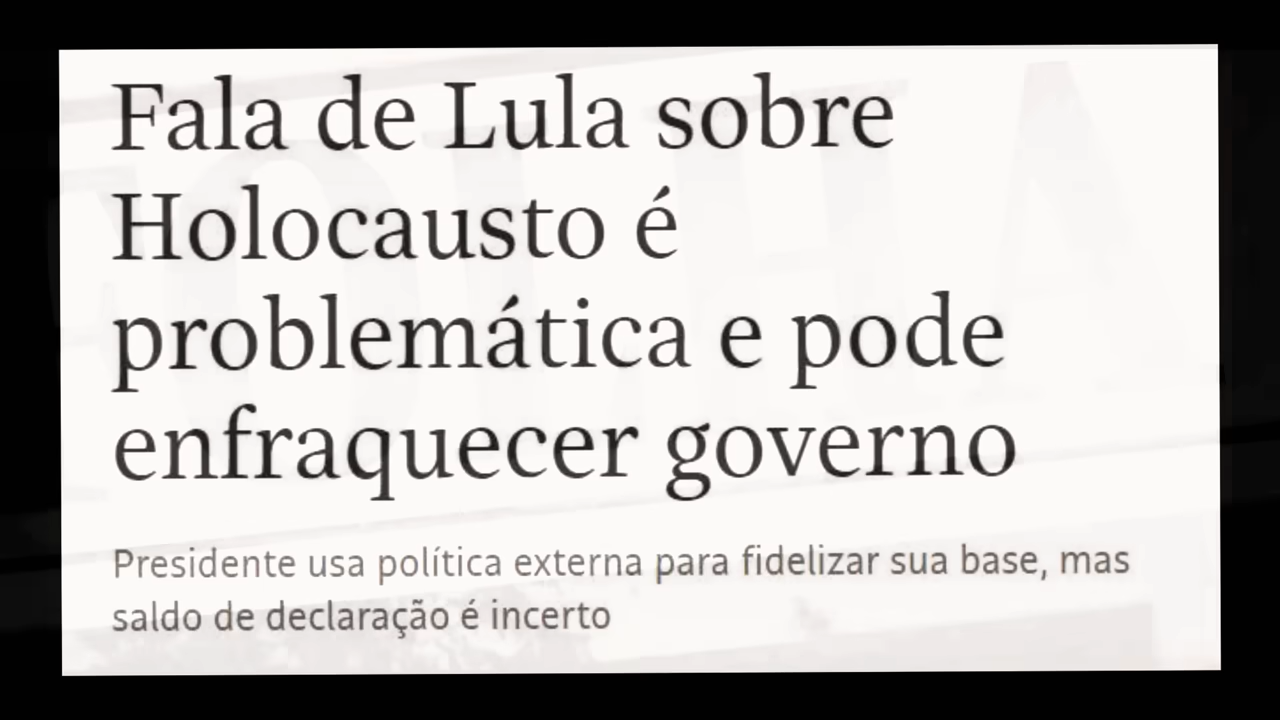 Fala de Lula sobre
Holocausto é
problemática e pode
enfraquecer governo
Presidente usa política externa para fidelizar sua base, mas
saldo de declaração é incerto